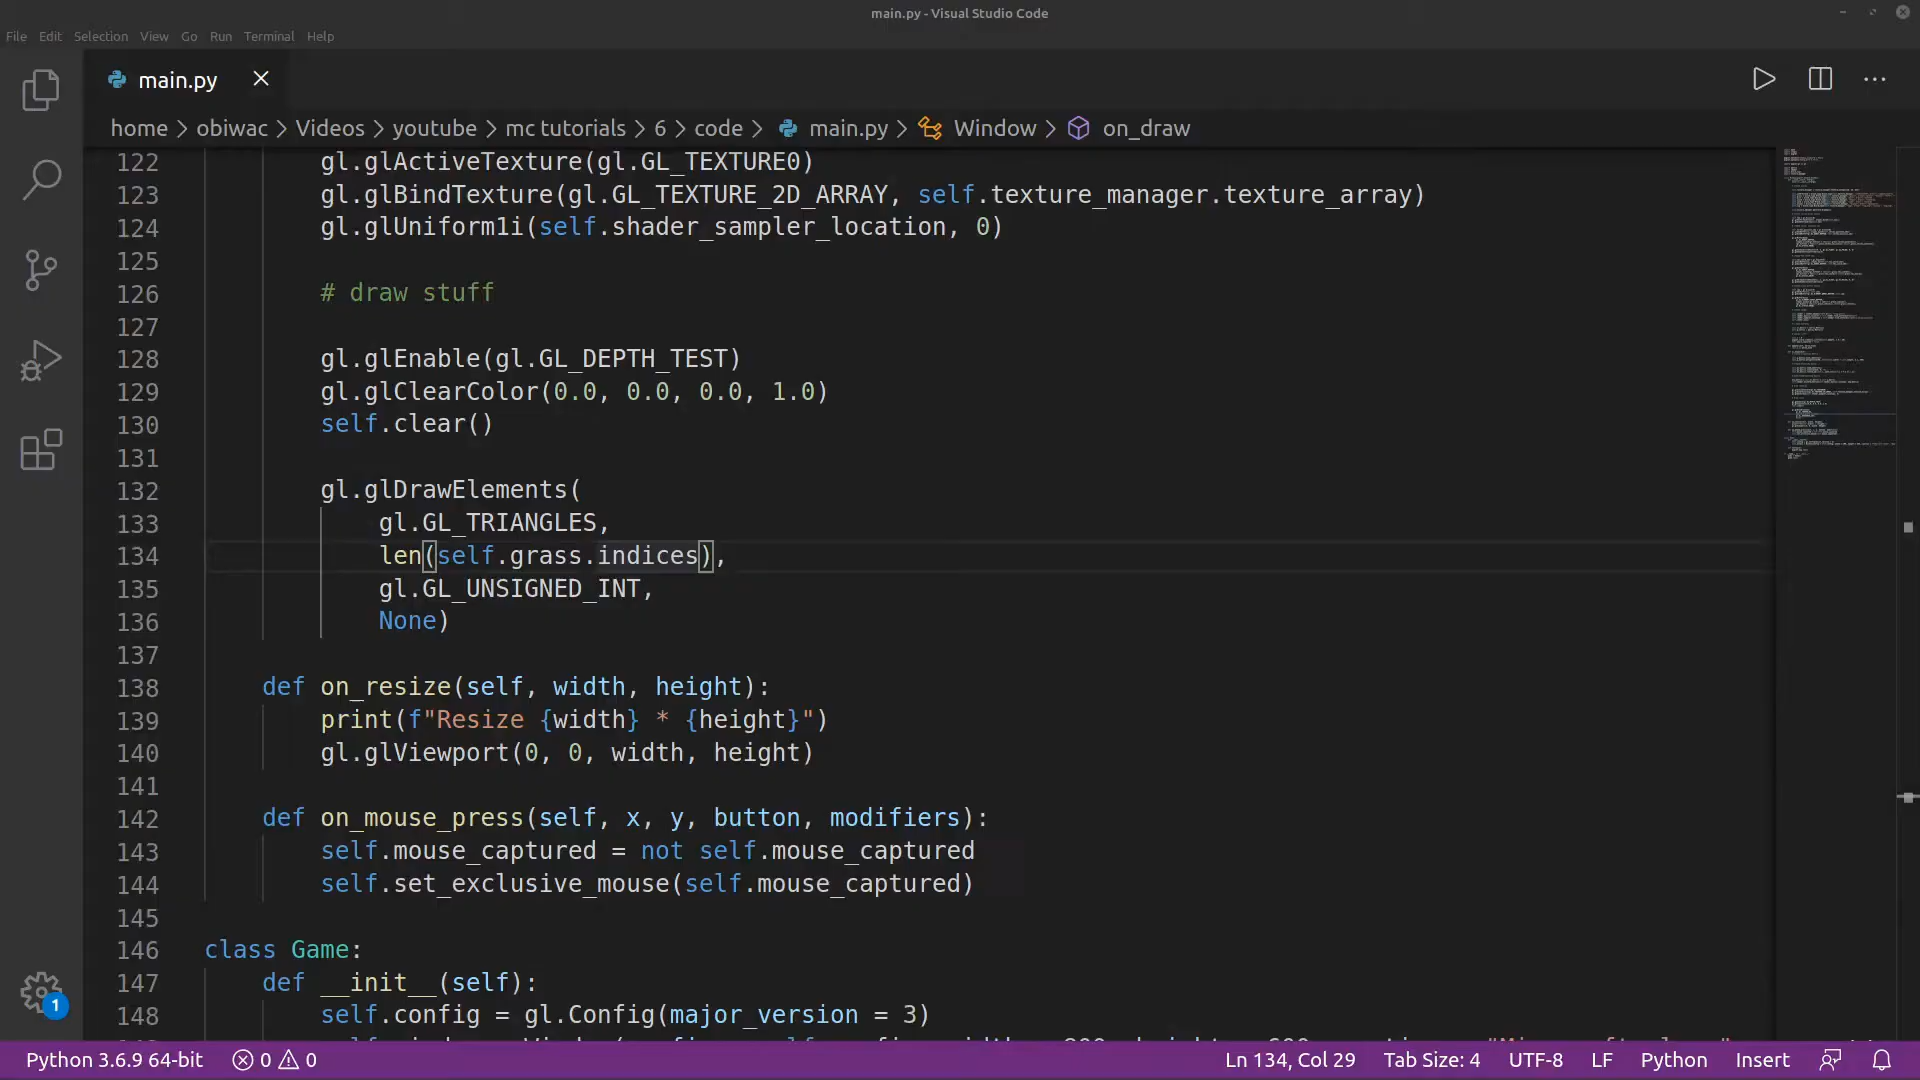 main.py - Visual Studio Code
File Edit Selection View Go Run Terminal Help
main.py
home > obiwac > Videos > youtube > mc tutorials > 6 > code > main.py > Window > on_draw
122 gl.glActiveTexture(gl.GL_TEXTURE0)
123 gl.glBindTexture(gl.GL_TEXTURE_2D_ARRAY, self.texture_manager.texture_array)
124 gl.glUniform1i(self.shader_sampler_location, 0)
125
126 # draw stuff
127
128 gl.glEnable(gl.GL_DEPTH_TEST)
129 gl.glClearColor(0.0, 0.0, 0.0, 1.0)
130 self.clear()
131
132 gl.glDrawElements(
133 gl.GL_TRIANGLES,
134 len(self.grass.indices),
135 gl.GL_UNSIGNED_INT,
136 None)
137
138 def on_resize(self, width, height):
139 print(f"Resize {width} * {height}")
140 gl.glViewport(0, 0, width, height)
141
142 def on_mouse_press(self, x, y, button, modifiers):
143 self.mouse_captured = not self.mouse_captured
144 self.set_exclusive_mouse(self.mouse_captured)
145
146 class Game:
147 def __init__(self):
148 self.config = gl.Config(major_version = 3)
1
Python 3.6.9 64-bit 0 0 Ln 134, Col 29 Tab Size: 4 UTF-8 LF Python Insert